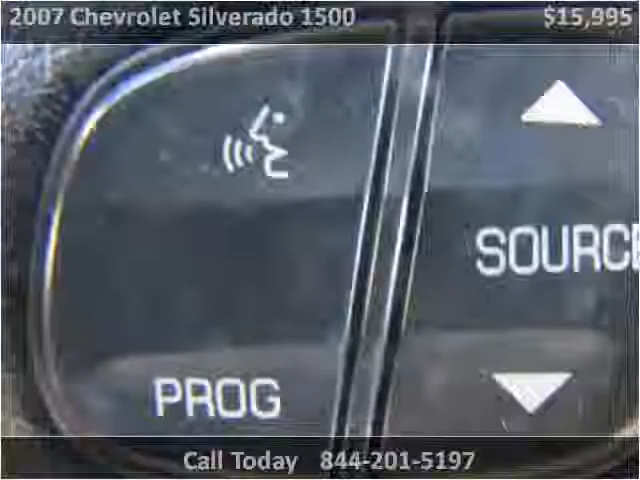 2007 Chevrolet Silverado 1500 $15,995
SOURCE
PROG
Call Today 844-201-5197